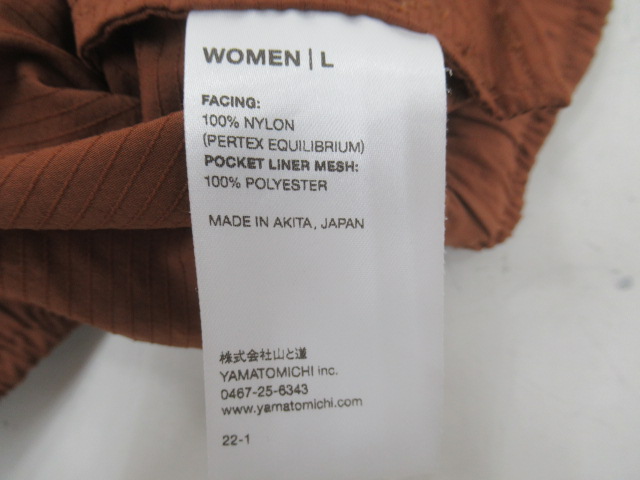 WOMEN | L
FACING:
100% NYLON
(PERTEX EQUILIBRIUM)
POCKET LINER MESH:
100% POLYESTER
MADE IN AKITA, JAPAN
株式会社山と道
YAMATOMICHI inc.
0467-25-6343
www.yamatomichi.com
22-1